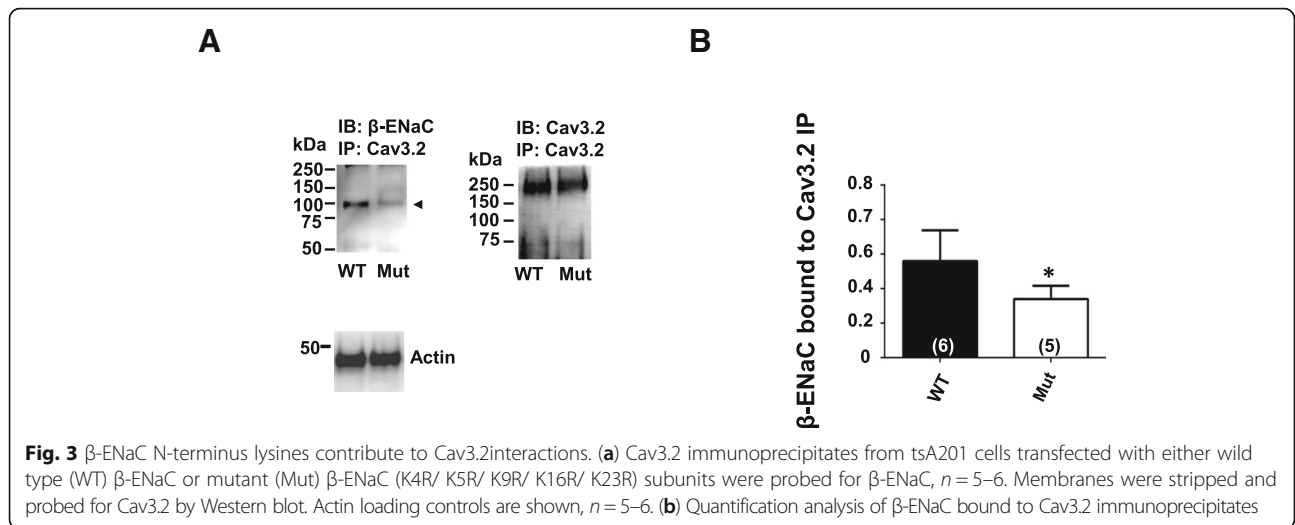 A
IB: β-ENaC
IP: Cav3.2
kDa
250
150
100
75
50
WT Mut
IB: Cav3.2
IP: Cav3.2
kDa
250
150
100
75
WT Mut
50
Actin
B
β-ENaC bound to Cav3.2 IP
0.8
0.7
0.6
0.4
0.2
0
*
(6)
(5)
WT
Mut
Fig. 3 β-ENaC N-terminus lysines contribute to Cav3.2interactions. (a) Cav3.2 immunoprecipitates from tsA201 cells transfected with either wild
type (WT) β-ENaC or mutant (Mut) β-ENaC (K4R/ K5R/ K9R/ K16R/ K23R) subunits were probed for β-ENaC, n = 5–6. Membranes were stripped and
probed for Cav3.2 by Western blot. Actin loading controls are shown, n = 5–6. (b) Quantification analysis of β-ENaC bound to Cav3.2 immunoprecipitates